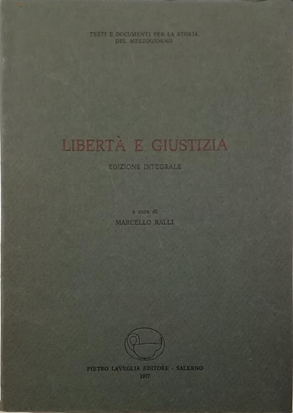 TESTI E DOCUMENTI PER LA STORIA
DEL MEZZOGIORNO
LIBERTÀ E GIUSTIZIA
EDIZIONE INTEGRALE
a cura di
MARCELLO RALLI
PIETRO LAVEGLIA EDITORE - SALERNO
1977